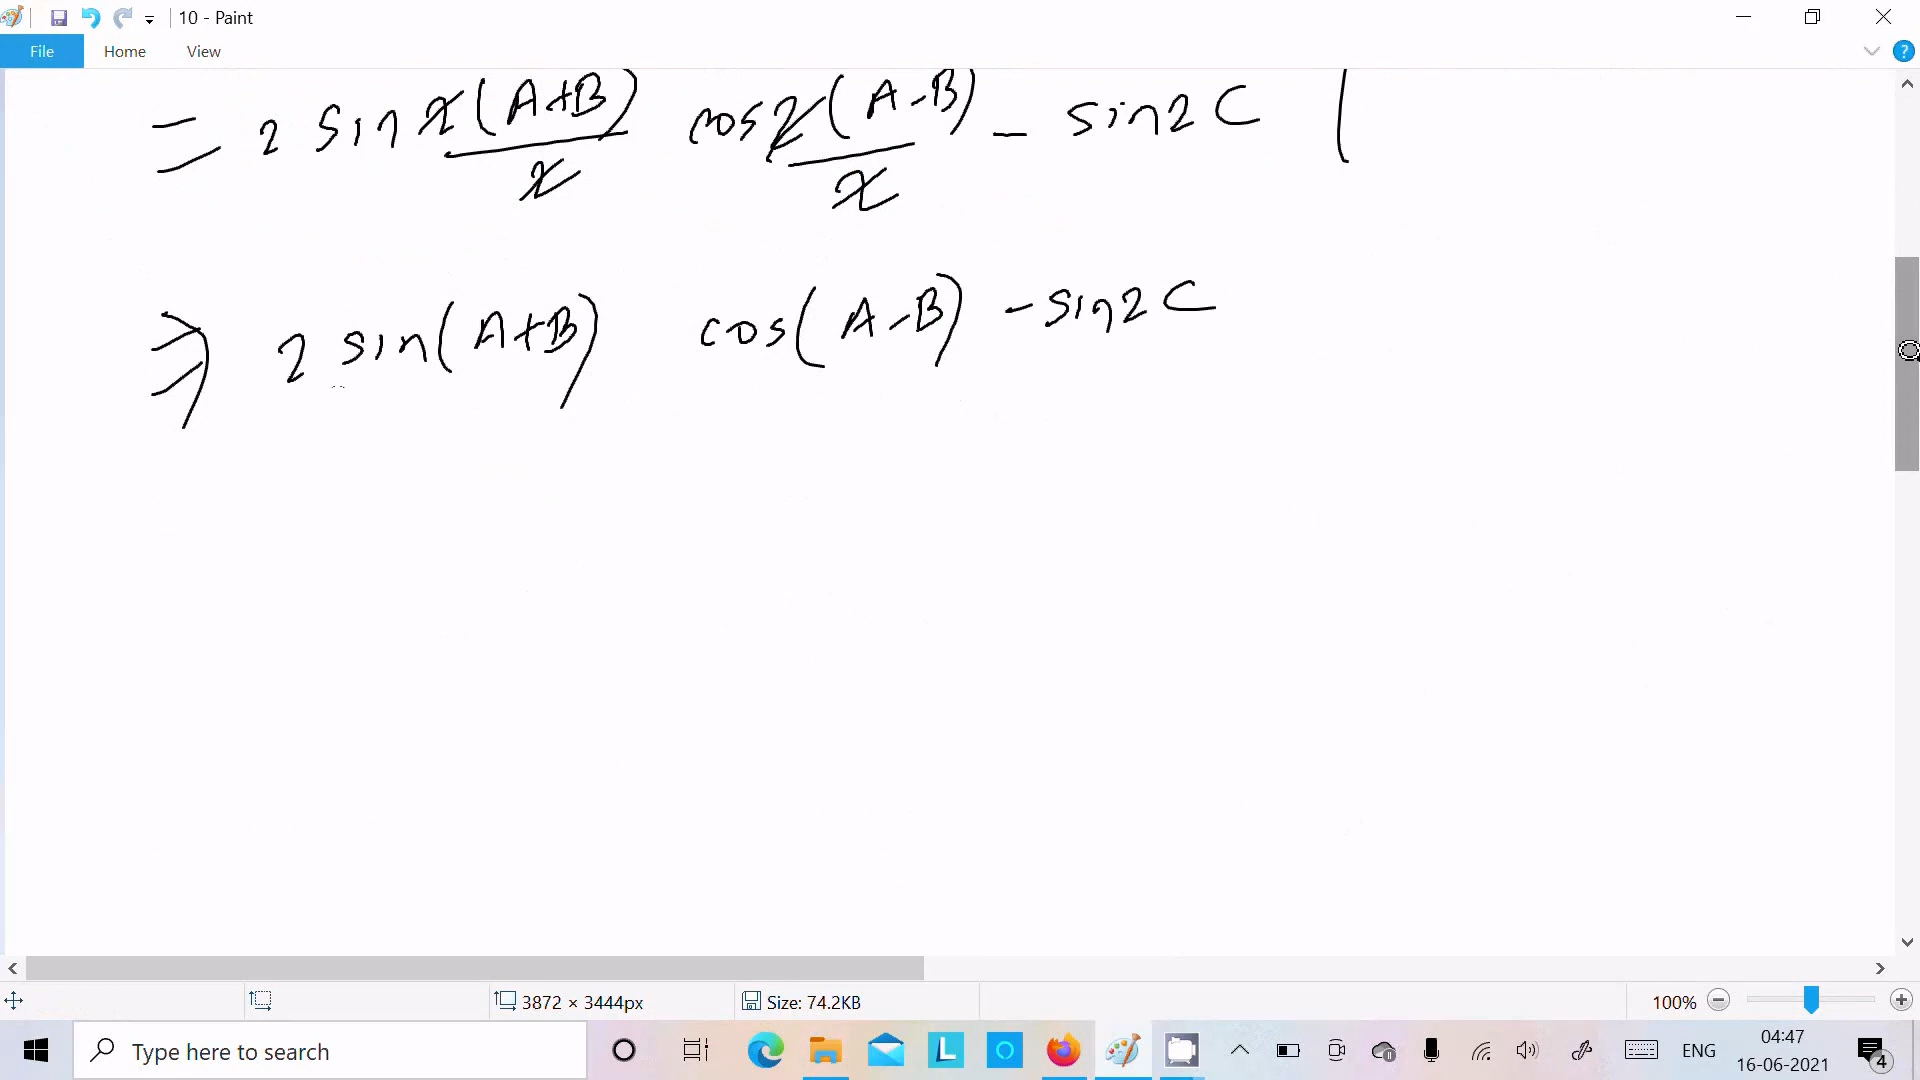 10 - Paint
File Home View
= 2 sin 2(A+B)/2 cos 2(A-B)/2 - sin2C
⇒ 2 sin(A+B) cos(A-B) - sin2C
3872 × 3444px Size: 74.2KB 100%
Type here to search
ENG
04:47
16-06-2021
4